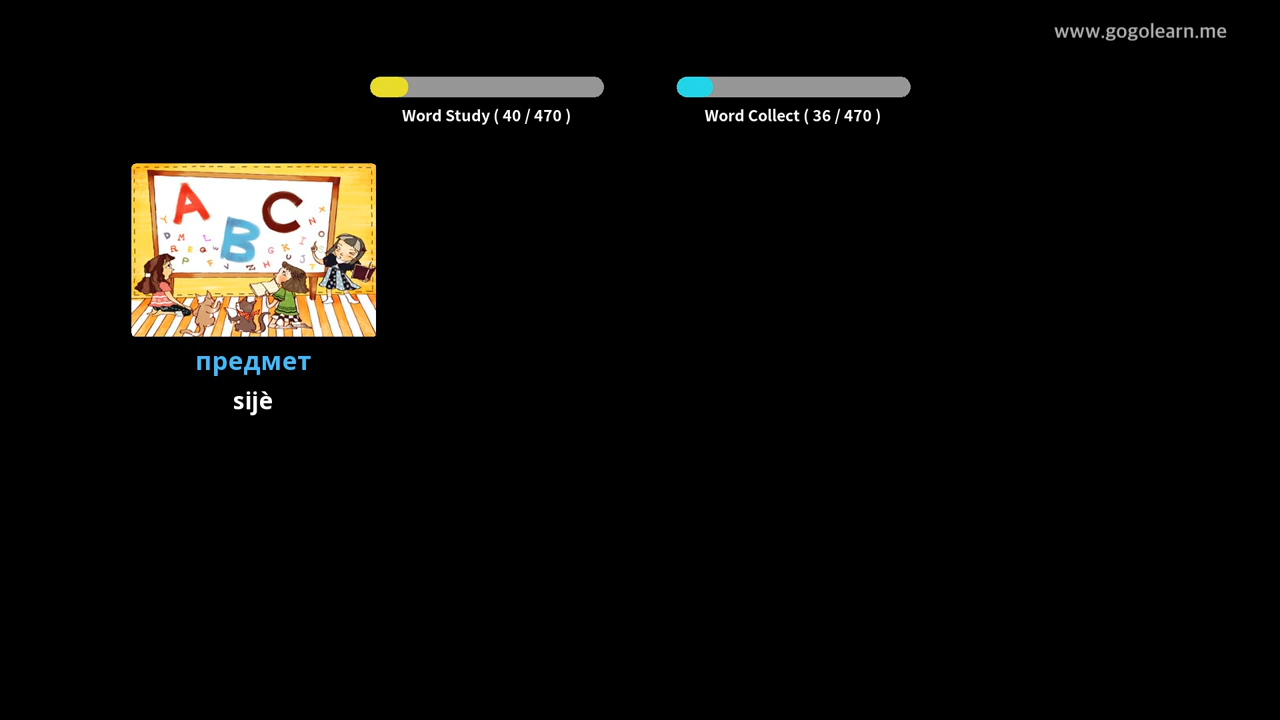 www.gogolearn.me
Word Study ( 40 / 470 )
Word Collect ( 36 / 470 )
A B C
предмет
sijè